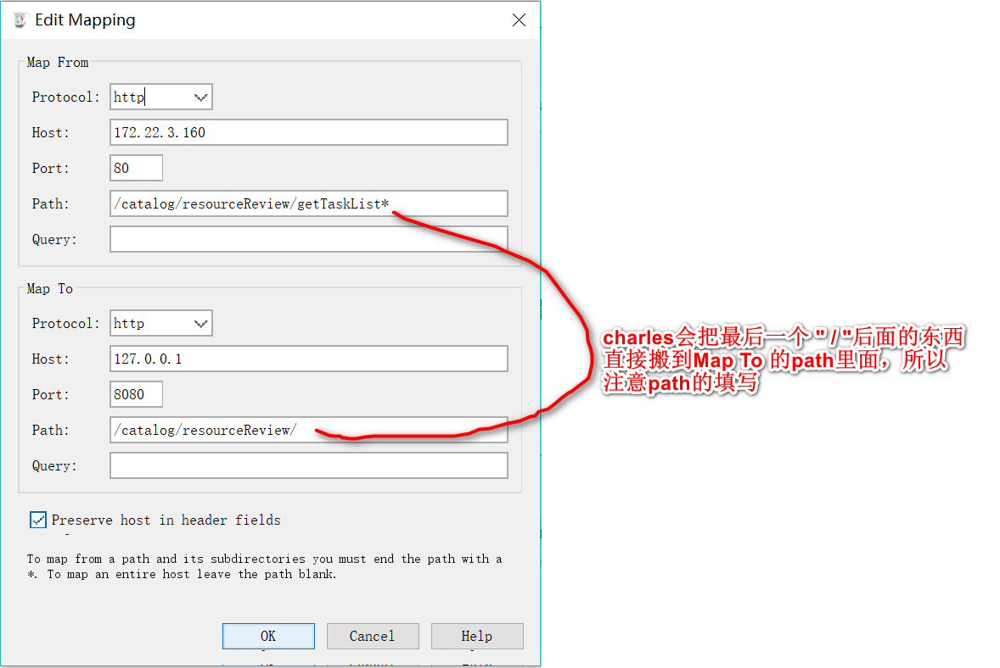 Edit Mapping
Map From
Protocol: http
Host: 172.22.3.160
Port: 80
Path: /catalog/resourceReview/getTaskList*
Query:
Map To
Protocol: http
Host: 127.0.0.1
Port: 8080
Path: /catalog/resourceReview/
Query:
charles会把最后一个 " / "后面的东西
直接搬到Map To 的path里面，所以
注意path的填写
Preserve host in header fields
To map from a path and its subdirectories you must end the path with a
*. To map an entire host leave the path blank.
OK Cancel Help